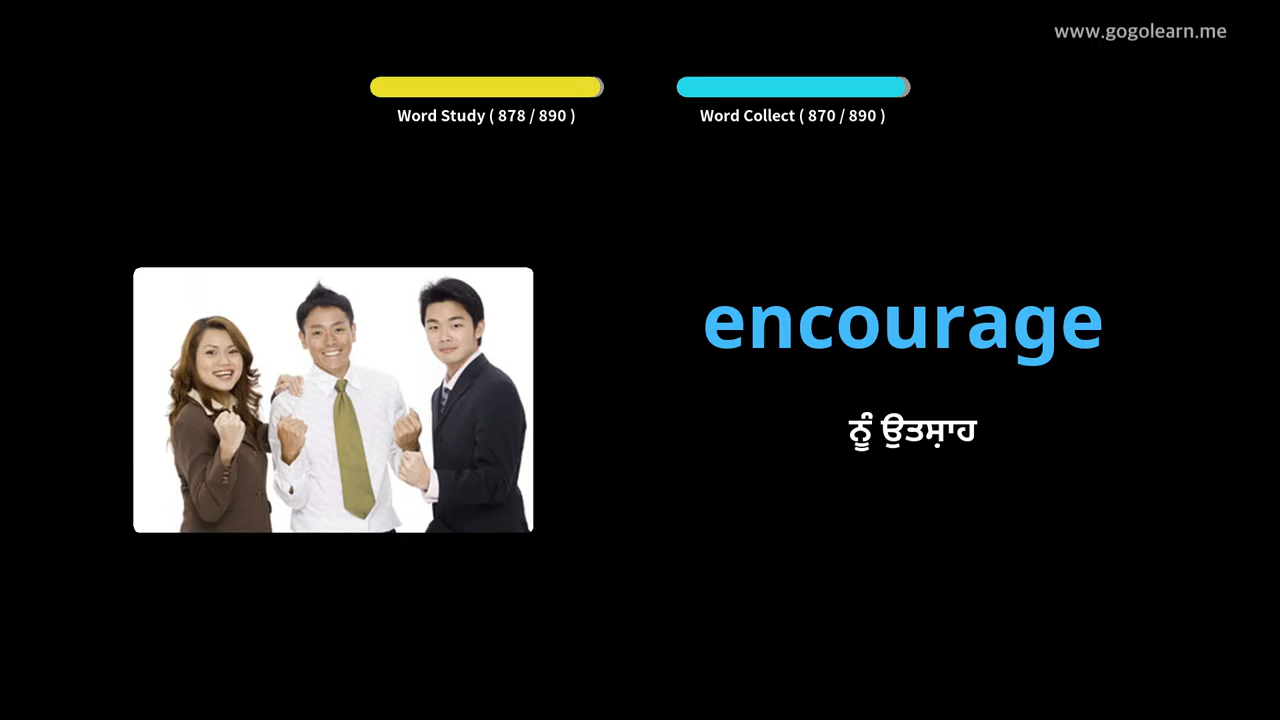 www.gogolearn.me
Word Study ( 878 / 890 )
Word Collect ( 870 / 890 )
encourage
ਨੂੰ ਉਤਸ਼ਾਹ